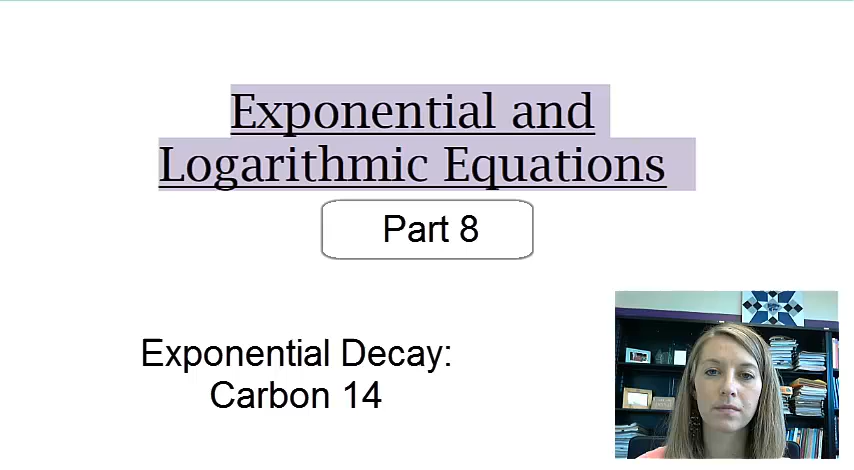 Exponential and
Logarithmic Equations
Part 8
Exponential Decay:
Carbon 14